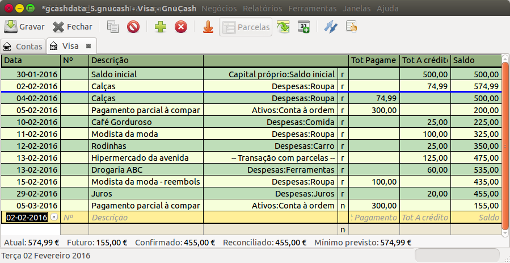 *gcashdata_5.gnucash - Visa - GnuCash Negócios Relatórios Ferramentas Janelas Ajuda
Gravar Fechar Parcelas
Contas Visa
Data Nº Descrição Tot Pagame Tot A crédito Saldo
30-01-2016 Saldo inicial Capital próprio:Saldo inicial r 500,00 500,00
02-02-2016 Calças Despesas:Roupa r 74,99 574,99
04-02-2016 Calças Despesas:Roupa r 74,99 500,00
05-02-2016 Pagamento parcial à compar Ativos:Conta à ordem r 300,00 200,00
10-02-2016 Café Gorduroso Despesas:Comida r 25,00 225,00
11-02-2016 Modista da moda Despesas:Roupa r 100,00 325,00
12-02-2016 Rodinhas Despesas:Carro r 25,00 350,00
13-02-2016 Hipermercado da avenida -- Transação com parcelas -- r 125,00 475,00
13-02-2016 Drogaria ABC Despesas:Ferramentas r 60,00 535,00
15-02-2016 Modista da moda - reembols Despesas:Roupa r 100,00 435,00
29-02-2016 Juros Despesas:Juros r 20,00 455,00
05-03-2016 Pagamento parcial à compar Ativos:Conta à ordem n 300,00 155,00
02-02-2016 Nº Descrição Pagamento Tot A crédito Saldo
n
Atual: 574,99 € Futuro: 155,00 € Confirmado: 455,00 € Reconciliado: 455,00 € Mínimo previsto: 574,99 €
Terça 02 Fevereiro 2016